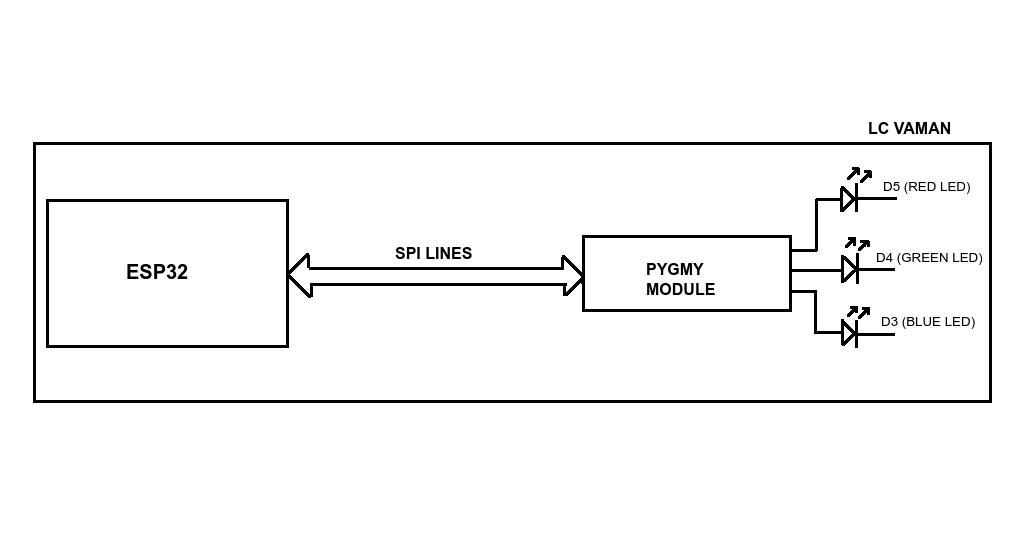 LC VAMAN
D5 (RED LED)
ESP32
SPI LINES
PYGMY
MODULE
D4 (GREEN LED)
D3 (BLUE LED)